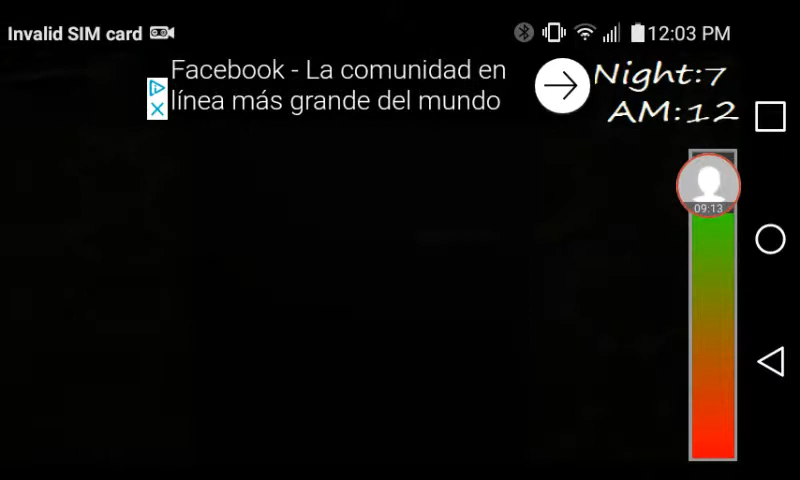 Invalid SIM card
12:03 PM
Facebook - La comunidad en
línea más grande del mundo
Night:7
AM:12
09:13